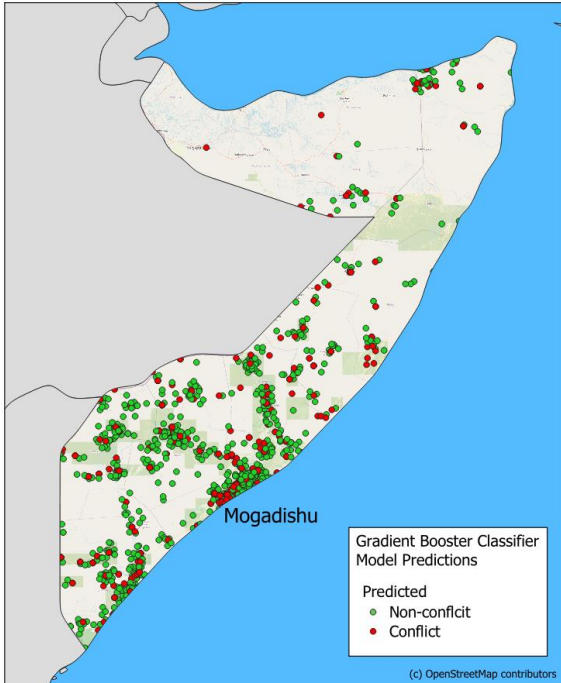 Mogadishu
Gradient Booster Classifier
Model Predictions
Predicted
Non-conflcit
Conflict
(c) OpenStreetMap contributors